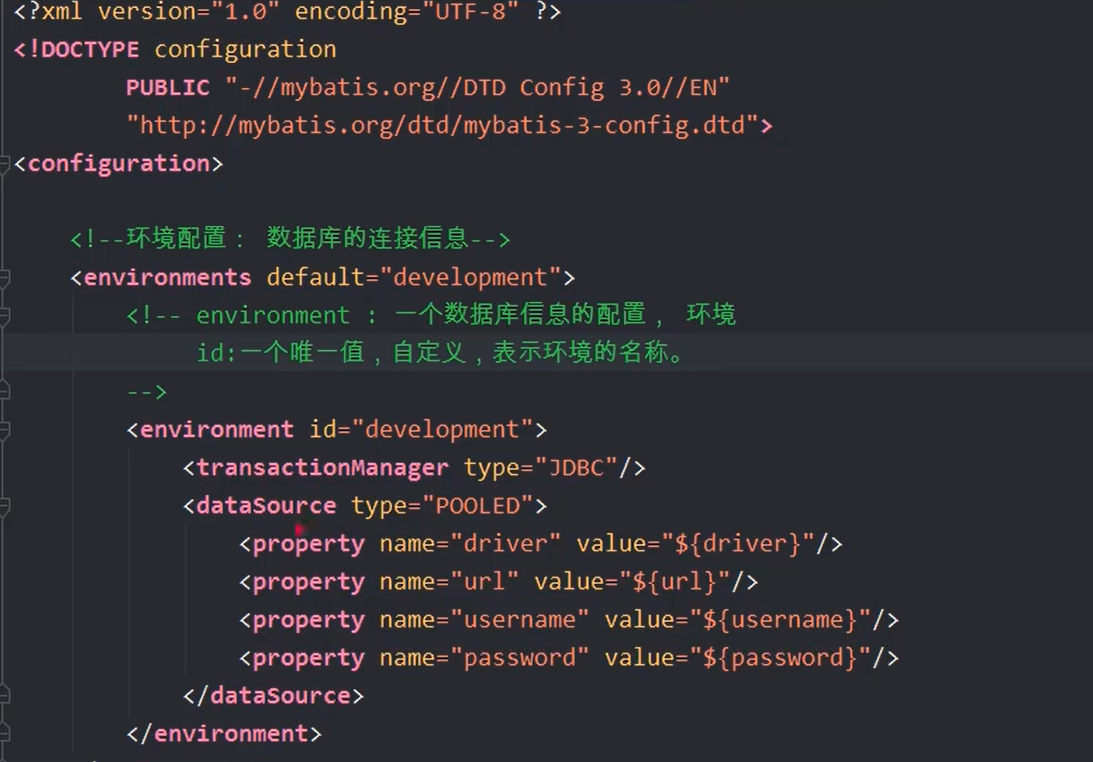 <?xml version="1.0" encoding="UTF-8" ?>
<!DOCTYPE configuration
        PUBLIC "-//mybatis.org//DTD Config 3.0//EN"
        "http://mybatis.org/dtd/mybatis-3-config.dtd">
<configuration>
    <!--环境配置： 数据库的连接信息-->
    <environments default="development">
        <!-- environment : 一个数据库信息的配置， 环境
             id:一个唯一值，自定义，表示环境的名称。
        -->
        <environment id="development">
            <transactionManager type="JDBC"/>
            <dataSource type="POOLED">
                <property name="driver" value="${driver}"/>
                <property name="url" value="${url}"/>
                <property name="username" value="${username}"/>
                <property name="password" value="${password}"/>
            </dataSource>
        </environment>